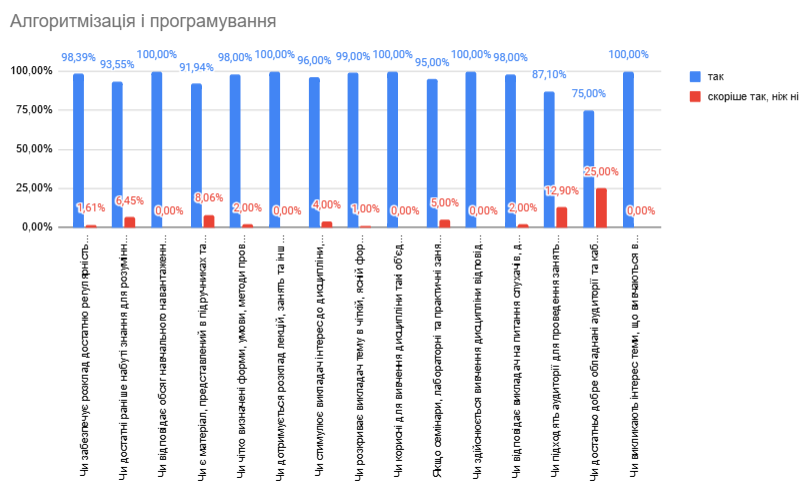 Алгоритмізація і програмування
98,39%
93,55%
100,00%
91,94%
98,00%
100,00%
96,00%
99,00%
100,00%
95,00%
100,00%
98,00%
87,10%
75,00%
100,00%
так
скоріше так, ніж ні
100,00%
75,00%
50,00%
25,00%
0,00%
1,61%
6,45%
0,00%
8,06%
2,00%
0,00%
4,00%
1,00%
0,00%
5,00%
0,00%
2,00%
12,90%
25,00%
0,00%
Чи забезпечує розклад достатню регулярність…
Чи достатні раніше набуті знання для розумінн…
Чи відповідає обсяг навчального навантаженн…
Чи є матеріал, представлений в підручниках та…
Чи чітко визначені форми, умови, методи пров…
Чи дотримується розклад лекцій, занять та інш…
Чи стимулює викладач інтерес до дисципліни,…
Чи розкриває викладач тему в чіткій, ясній фор…
Чи корисні для вивчення дисципліни такі об'єд…
Якщо семінари, лабораторні та практичні заня…
Чи здійснюється вивчення дисципліни відповід…
Чи відповідає викладач на питання слухачів, д…
Чи підходять аудиторії для проведення занять…
Чи достатньо добре обладнані аудиторії та каб…
Чи викликають інтерес теми, що вивчаються в…